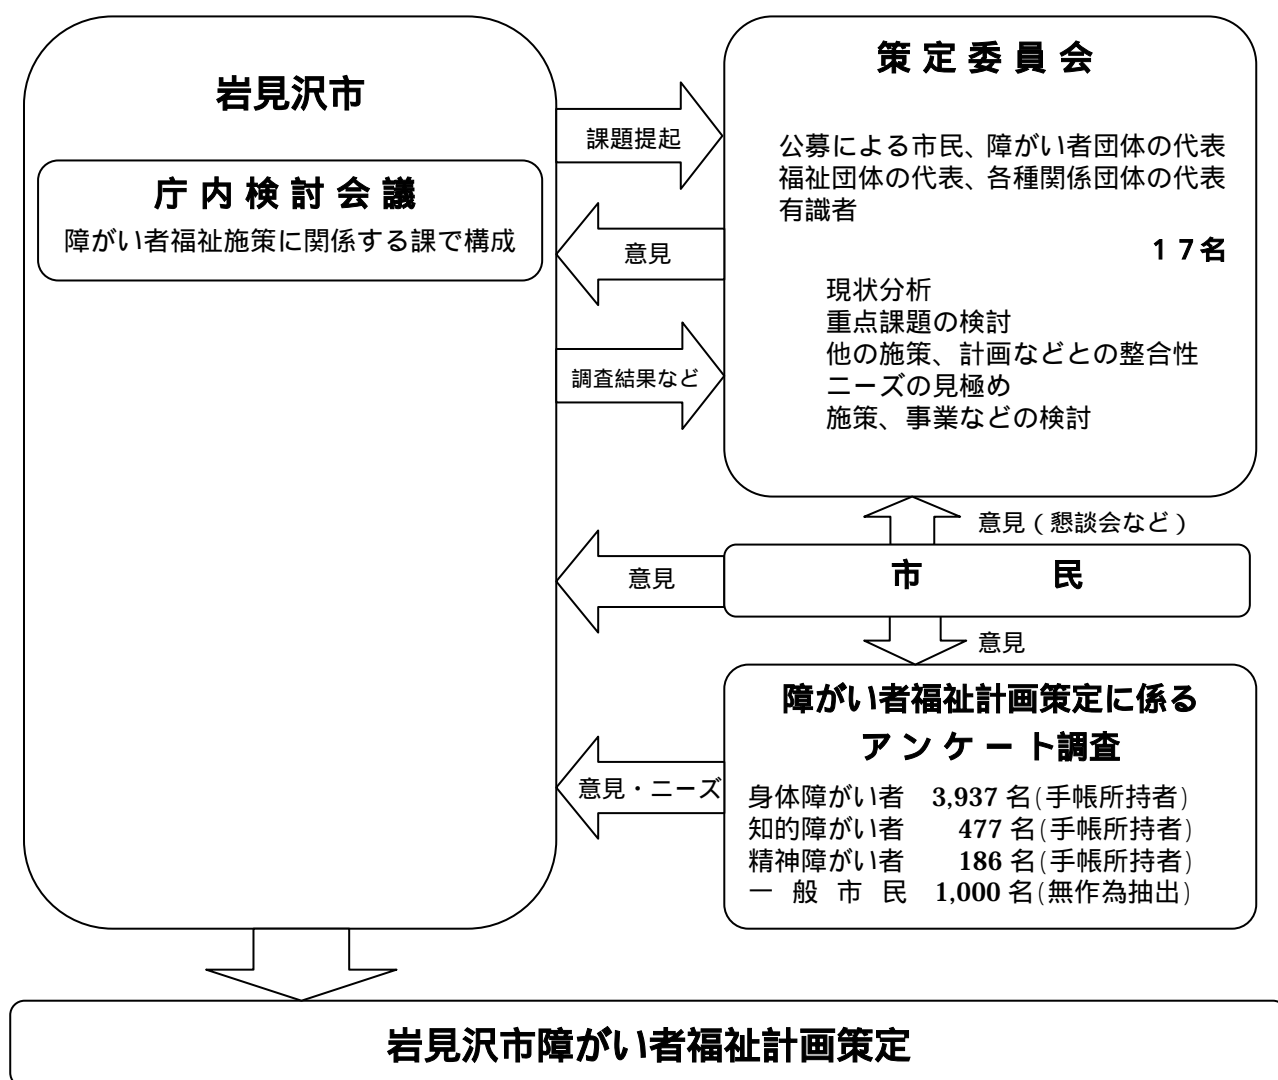 岩見沢市
庁内検討会議
障がい者福祉施策に関係する課で構成
課題提起
意見
調査結果など
策定委員会
公募による市民、障がい者団体の代表
福祉団体の代表、各種関係団体の代表
有識者
17名
現状分析
重点課題の検討
他の施策、計画などとの整合性
ニーズの見極め
施策、事業などの検討
意見（懇談会など）
意見
市民
意見
障がい者福祉計画策定に係る
アンケート調査
意見・ニーズ
身体障がい者 3,937名(手帳所持者)
知的障がい者 477名(手帳所持者)
精神障がい者 186名(手帳所持者)
一般市民 1,000名(無作為抽出)
岩見沢市障がい者福祉計画策定